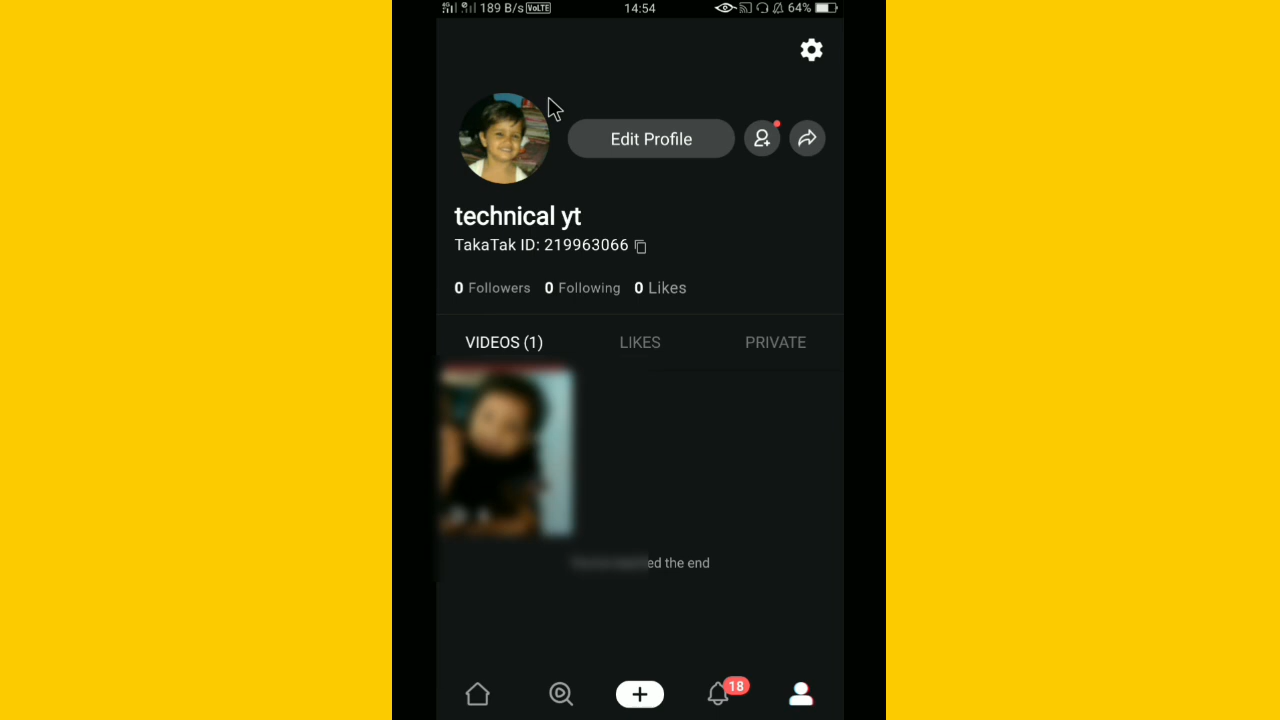 189 B/s VoLTE 14:54 64%
Edit Profile
technical yt
TakaTak ID: 219963066
0 Followers 0 Following 0 Likes
VIDEOS (1) LIKES PRIVATE
ed the end
18